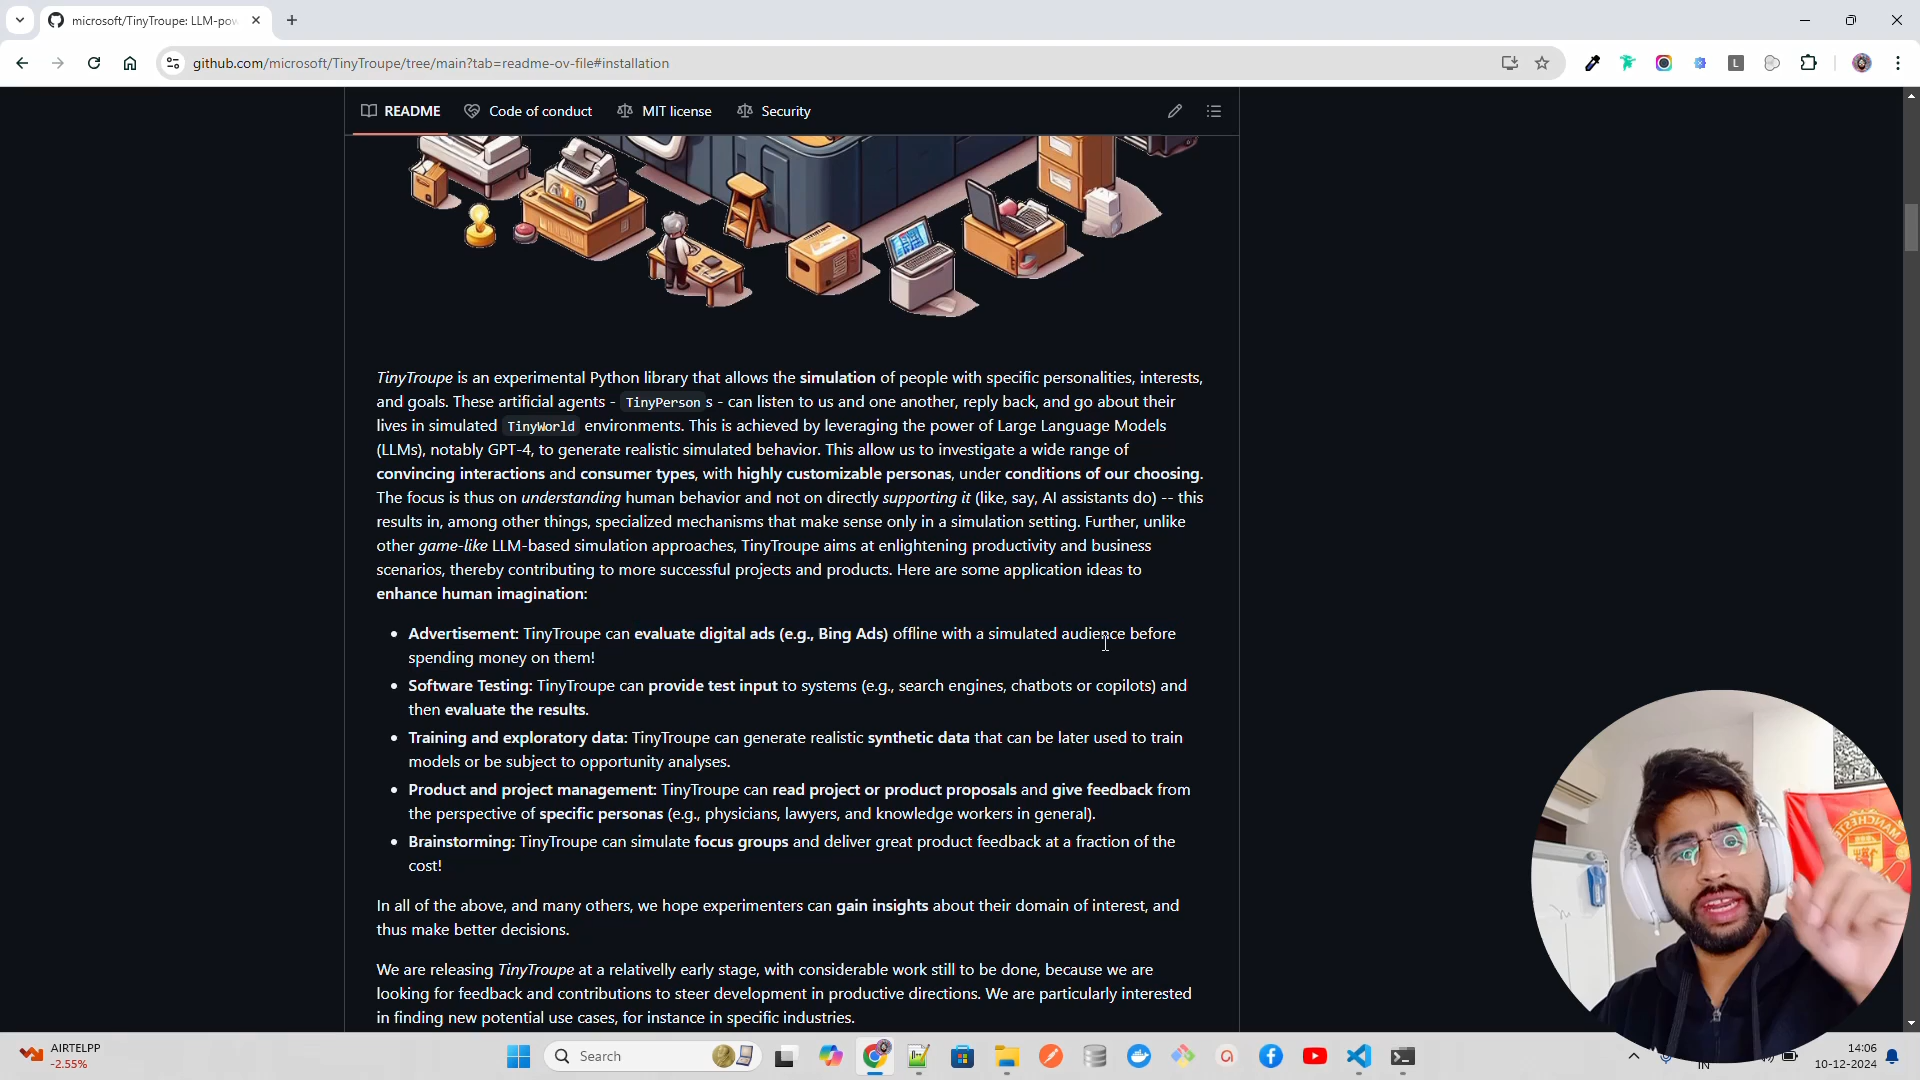 microsoft/TinyTroupe: LLM-pow
github.com/microsoft/TinyTroupe/tree/main?tab=readme-ov-file#installation
L
README Code of conduct MIT license Security
TinyTroupe is an experimental Python library that allows the simulation of people with specific personalities, interests,
and goals. These artificial agents - TinyPerson s - can listen to us and one another, reply back, and go about their
lives in simulated TinyWorld environments. This is achieved by leveraging the power of Large Language Models
(LLMs), notably GPT-4, to generate realistic simulated behavior. This allow us to investigate a wide range of
convincing interactions and consumer types, with highly customizable personas, under conditions of our choosing.
The focus is thus on understanding human behavior and not on directly supporting it (like, say, AI assistants do) -- this
results in, among other things, specialized mechanisms that make sense only in a simulation setting. Further, unlike
other game-like LLM-based simulation approaches, TinyTroupe aims at enlightening productivity and business
scenarios, thereby contributing to more successful projects and products. Here are some application ideas to
enhance human imagination:
• Advertisement: TinyTroupe can evaluate digital ads (e.g., Bing Ads) offline with a simulated audience before
spending money on them!
• Software Testing: TinyTroupe can provide test input to systems (e.g., search engines, chatbots or copilots) and
then evaluate the results.
• Training and exploratory data: TinyTroupe can generate realistic synthetic data that can be later used to train
models or be subject to opportunity analyses.
• Product and project management: TinyTroupe can read project or product proposals and give feedback from
the perspective of specific personas (e.g., physicians, lawyers, and knowledge workers in general).
• Brainstorming: TinyTroupe can simulate focus groups and deliver great product feedback at a fraction of the
cost!
In all of the above, and many others, we hope experimenters can gain insights about their domain of interest, and
thus make better decisions.
We are releasing TinyTroupe at a relativelly early stage, with considerable work still to be done, because we are
looking for feedback and contributions to steer development in productive directions. We are particularly interested
in finding new potential use cases, for instance in specific industries.
MANCHESTER
AIRTELPP
-2.55%
Search
IN
14:06
10-12-2024